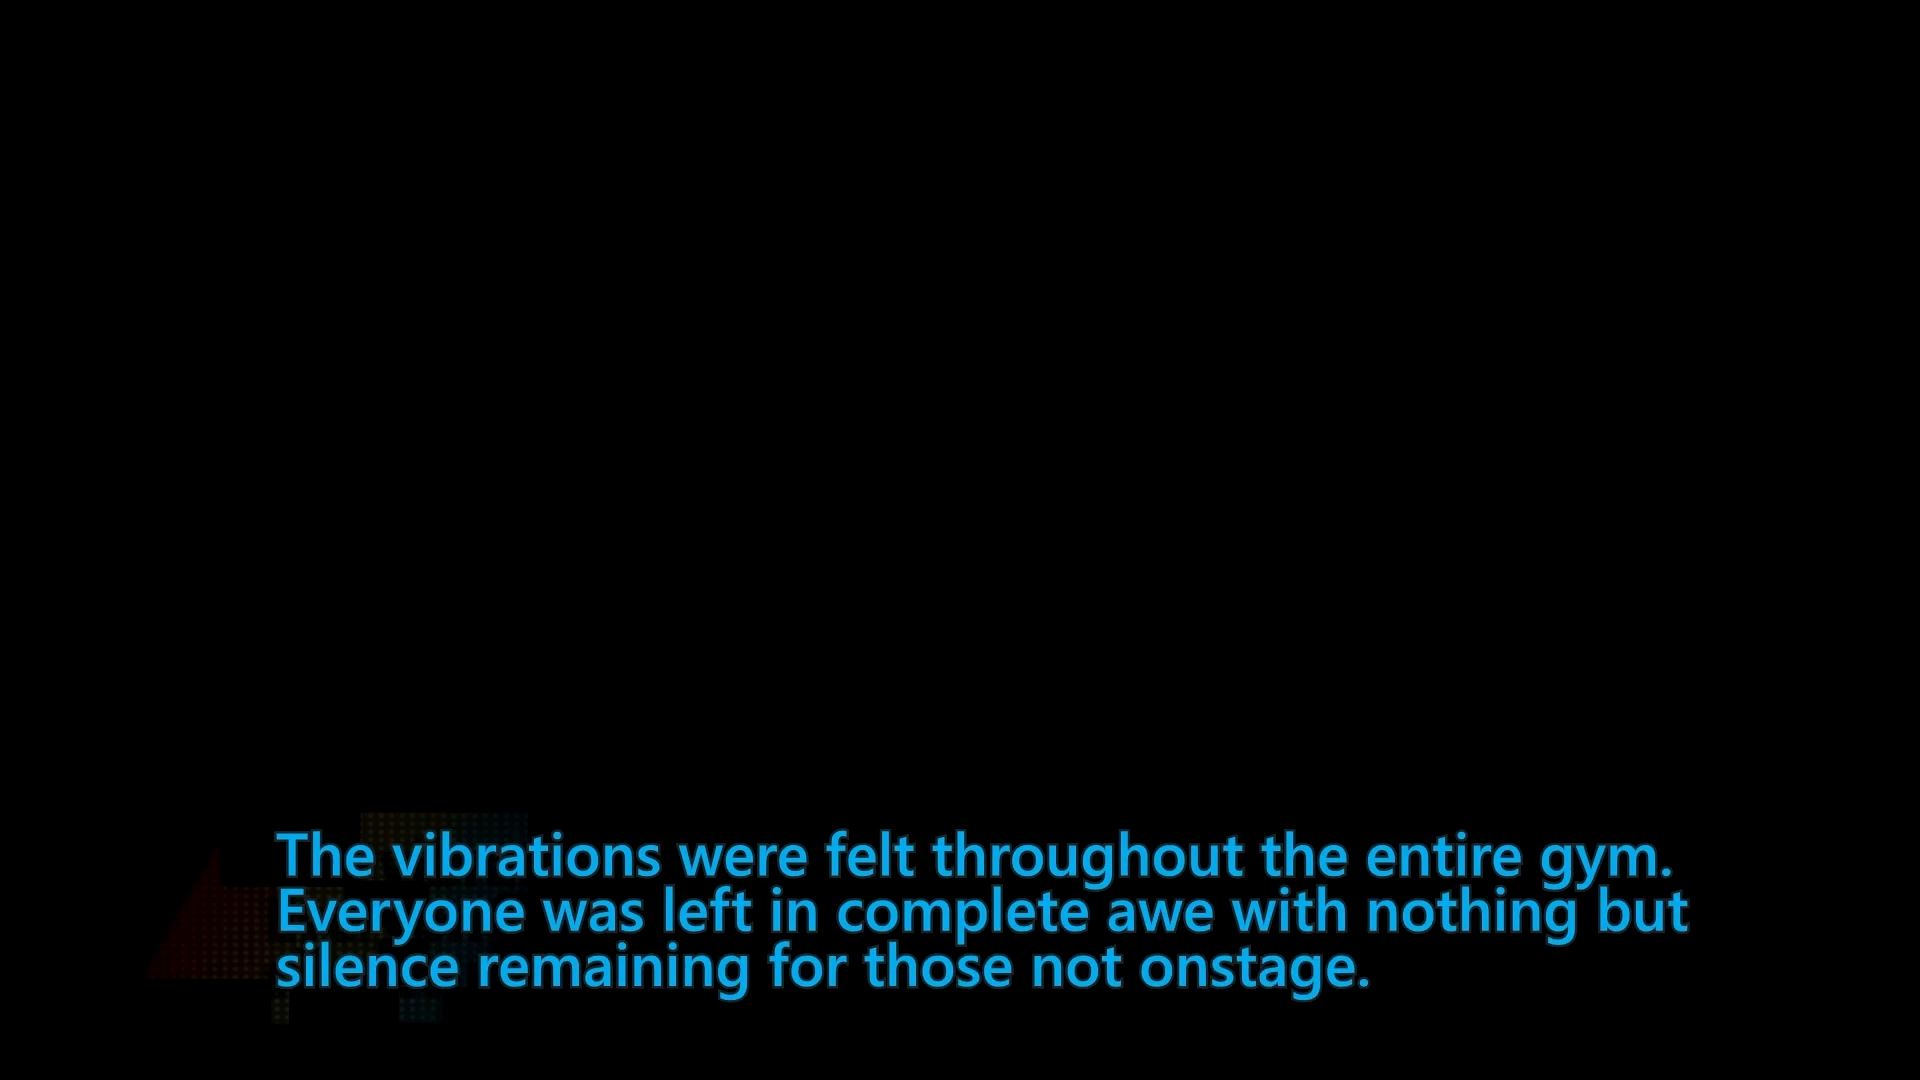 The vibrations were felt throughout the entire gym.
Everyone was left in complete awe with nothing but
silence remaining for those not onstage.